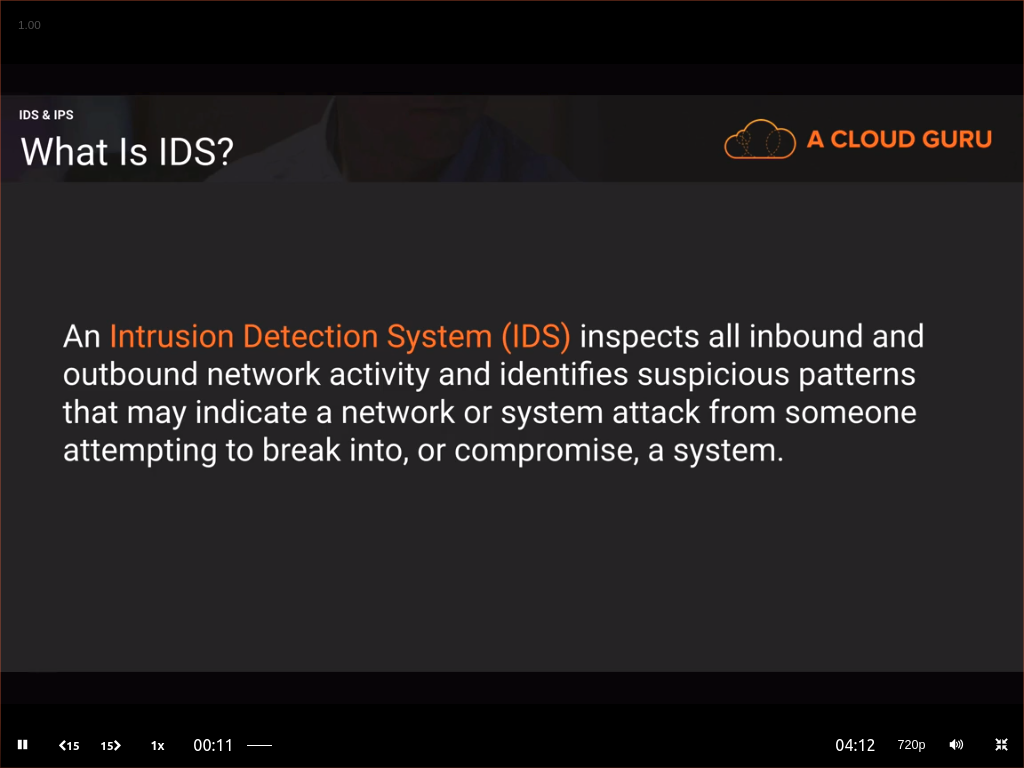 1.00
IDS & IPS
What Is IDS?
A CLOUD GURU
An Intrusion Detection System (IDS) inspects all inbound and
outbound network activity and identifies suspicious patterns
that may indicate a network or system attack from someone
attempting to break into, or compromise, a system.
15 15 1x 00:11 04:12 720p